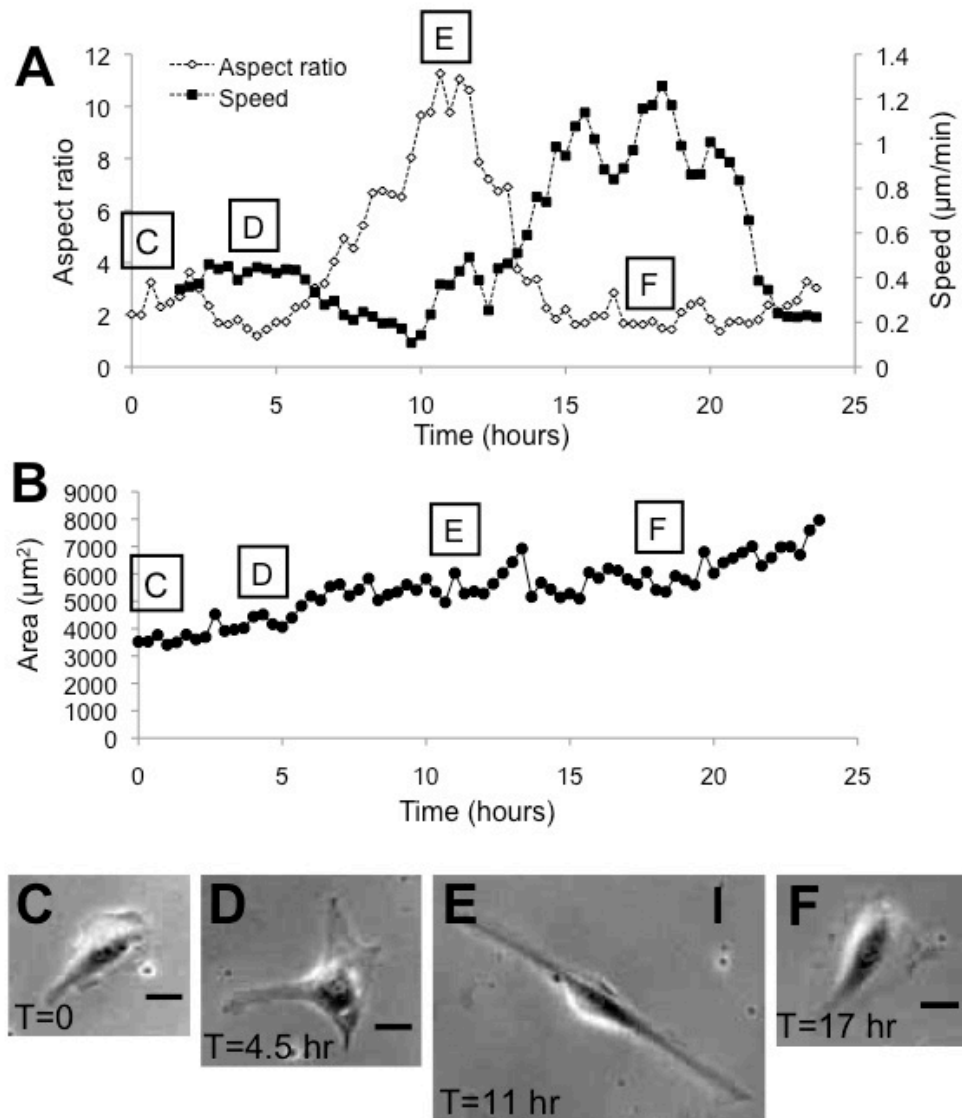 A
E
Aspect ratio
Speed
C
D
F
12
10
8
6
4
2
0
Aspect ratio
1.4
1.2
1
0.8
0.6
0.4
0.2
0
Speed (µm/min)
0 5 10 15 20 25
Time (hours)
B
C
D
E
F
9000
8000
7000
6000
5000
4000
3000
2000
1000
0
Area (µm²)
0 5 10 15 20 25
Time (hours)
C
T=0
D
T=4.5 hr
E
T=11 hr
F
T=17 hr